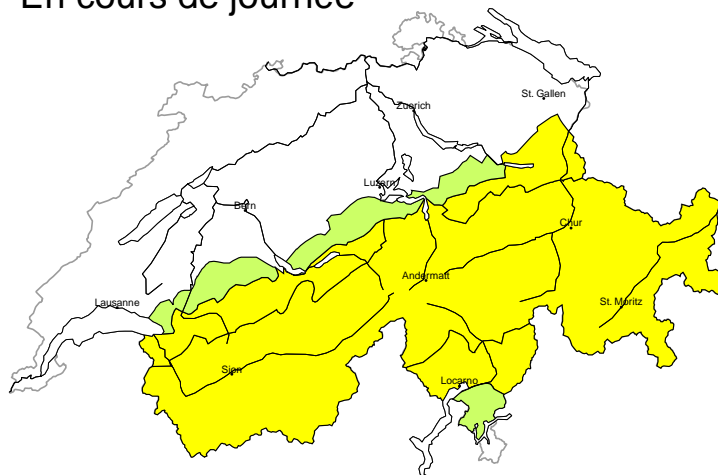 En cours de journée
St. Gallen
Zuerich
Luzern
Bern
Chur
Andermatt
Lausanne
St. Moritz
Sion
Locarno